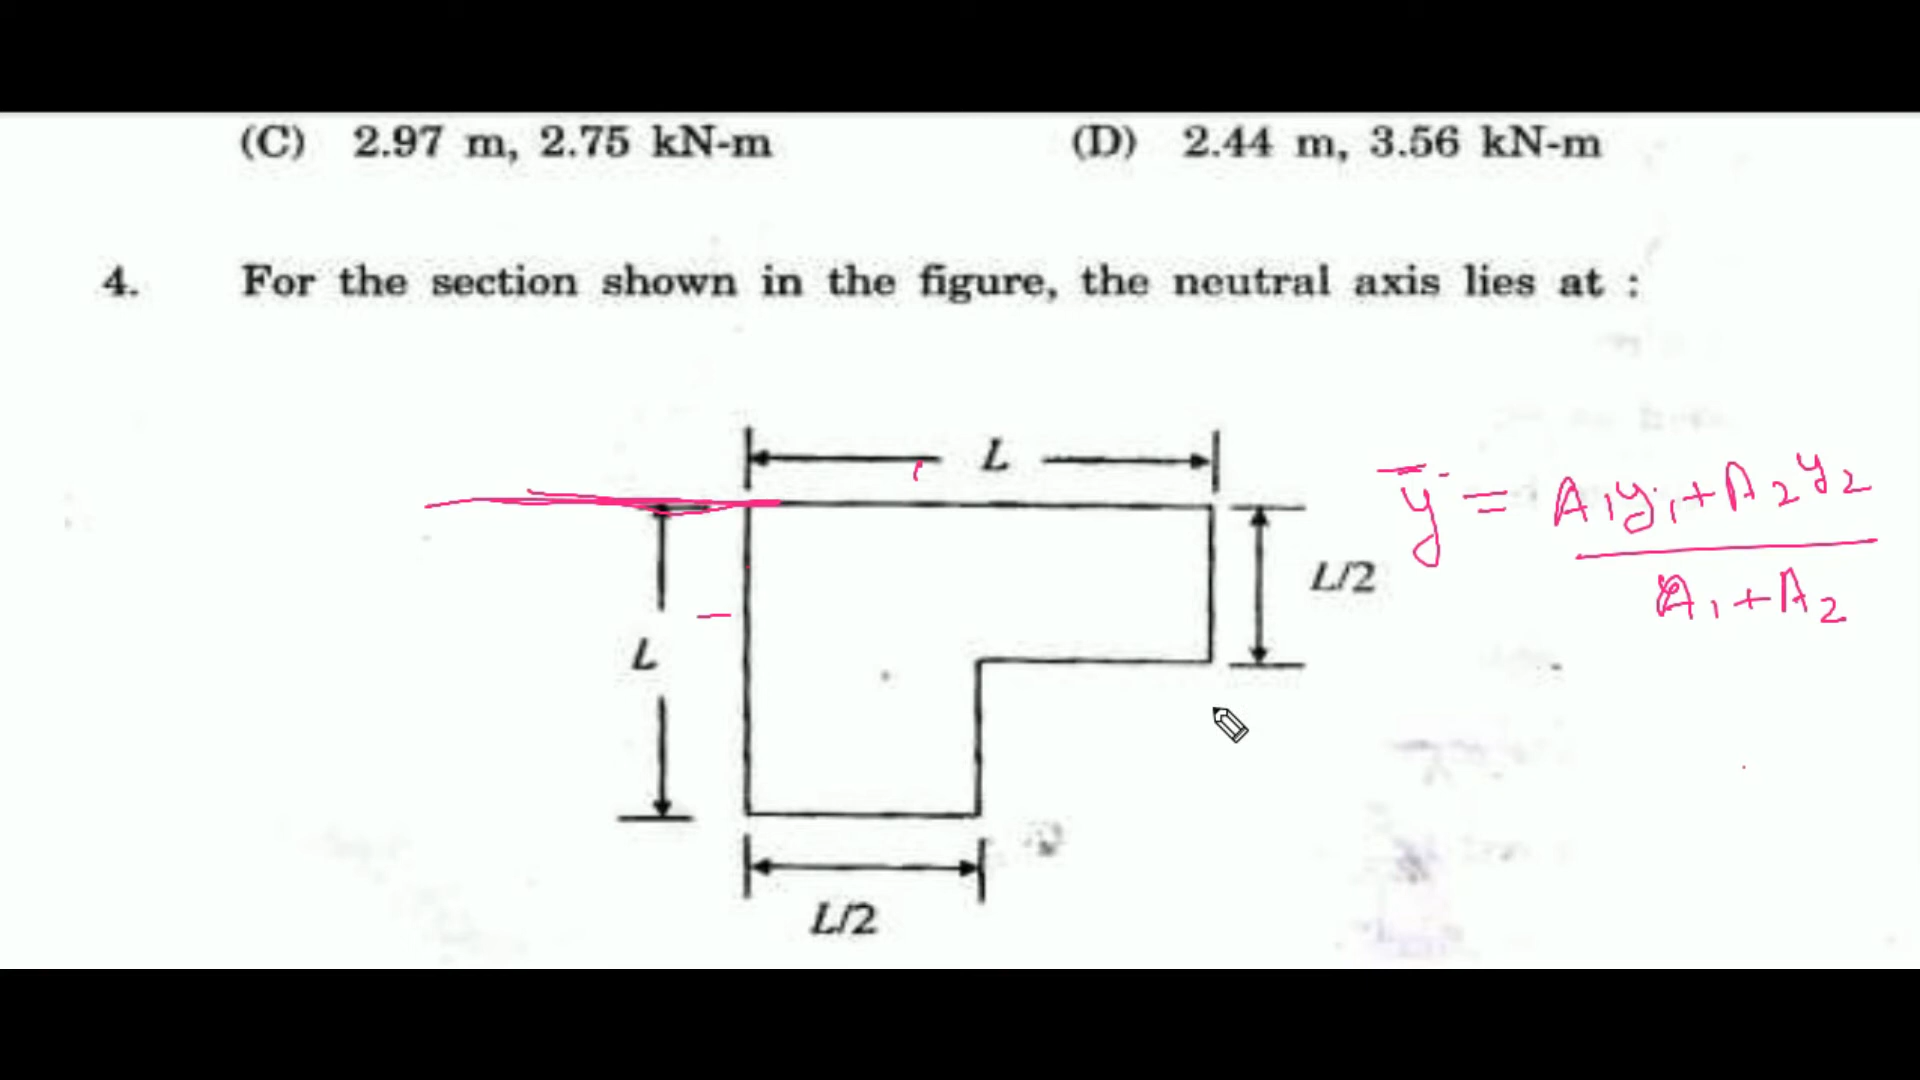 (C) 2.97 m, 2.75 kN-m (D) 2.44 m, 3.56 kN-m
4. For the section shown in the figure, the neutral axis lies at :
L
L/2
L
L/2
ȳ = A₁y₁+A₂y₂
A₁+A₂